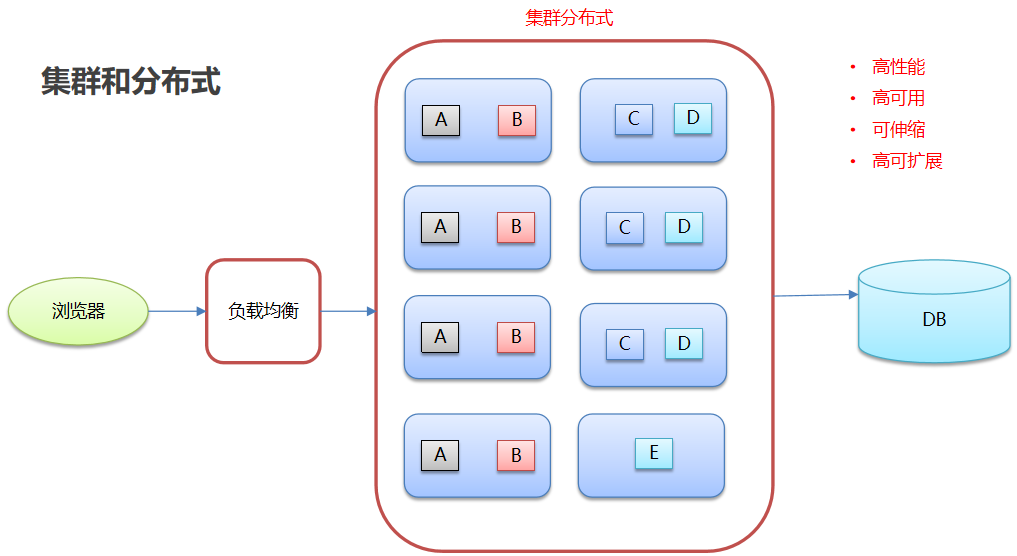 集群分布式
集群和分布式
• 高性能
• 高可用
• 可伸缩
• 高可扩展
A B C D
A B C D
浏览器
负载均衡
A B C D
A B E
DB